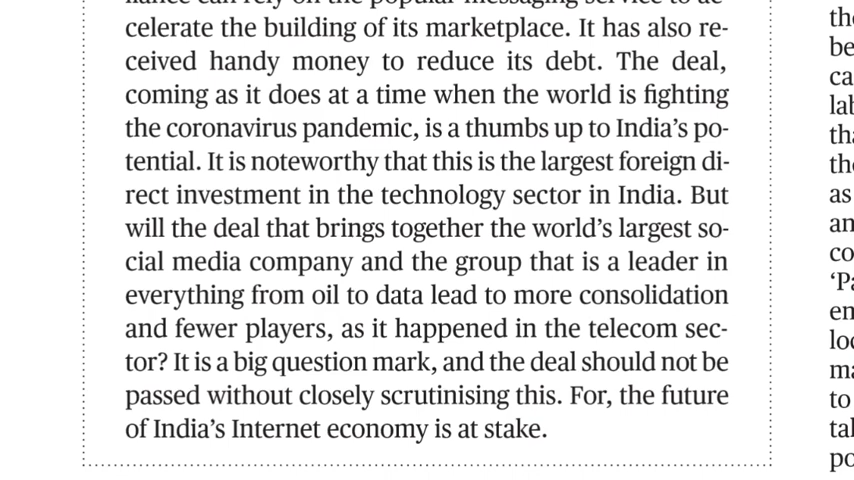 celerate the building of its marketplace. It has also re-
ceived handy money to reduce its debt. The deal,
coming as it does at a time when the world is fighting
the coronavirus pandemic, is a thumbs up to India's po-
tential. It is noteworthy that this is the largest foreign di-
rect investment in the technology sector in India. But
will the deal that brings together the world's largest so-
cial media company and the group that is a leader in
everything from oil to data lead to more consolidation
and fewer players, as it happened in the telecom sec-
tor? It is a big question mark, and the deal should not be
passed without closely scrutinising this. For, the future
of India's Internet economy is at stake.
be
as
to